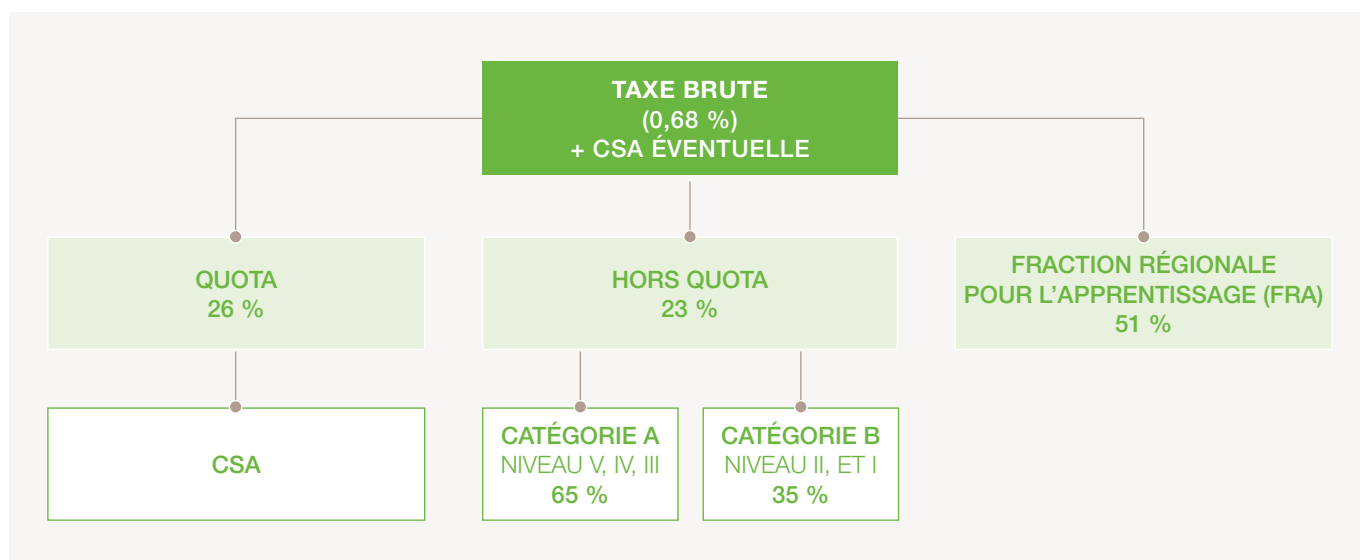 TAXE BRUTE
(0,68 %)
+ CSA ÉVENTUELLE
QUOTA
26 %
HORS QUOTA
23 %
FRACTION RÉGIONALE
POUR L’APPRENTISSAGE (FRA)
51 %
CSA
CATÉGORIE A
NIVEAU V, IV, III
65 %
CATÉGORIE B
NIVEAU II, ET I
35 %